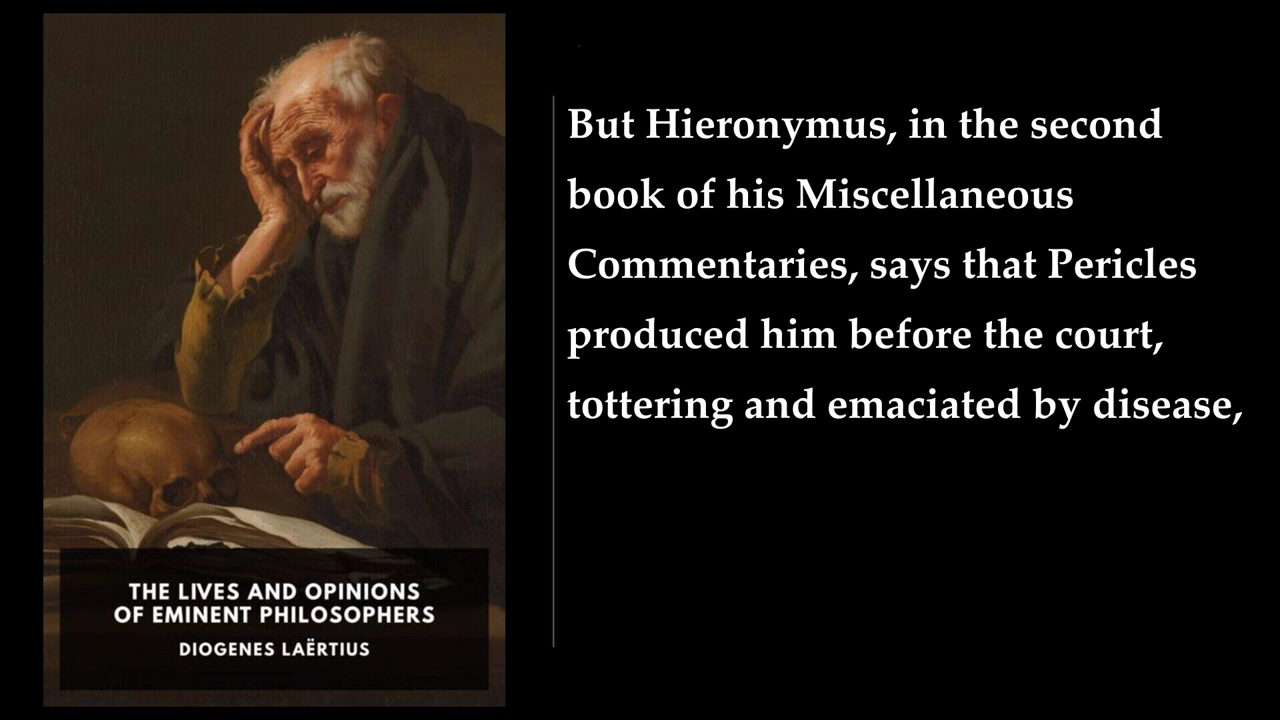 But Hieronymus, in the second
book of his Miscellaneous
Commentaries, says that Pericles
produced him before the court,
tottering and emaciated by disease,
THE LIVES AND OPINIONS
OF EMINENT PHILOSOPHERS
DIOGENES LAËRTIUS